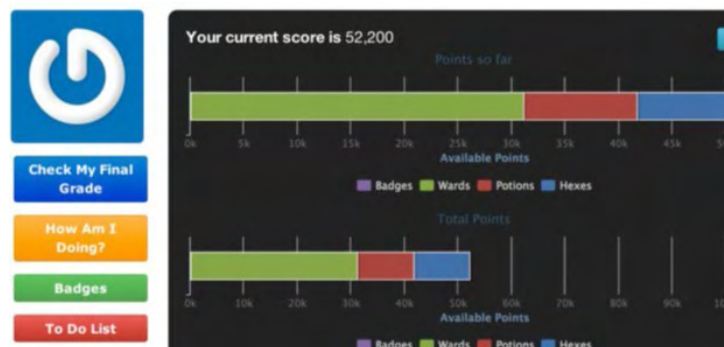 Your current score is 52,200
Points so far
0k 5k 10k 15k 20k 25k 30k 35k 40k 45k
Available Points
Badges Wards Potions Hexes
Total Points
0k 10k 20k 30k 40k 50k 60k 70k 80k 90k
Available Points
Badges Wards Potions Hexes
Check My Final
Grade
How Am I
Doing?
Badges
To Do List